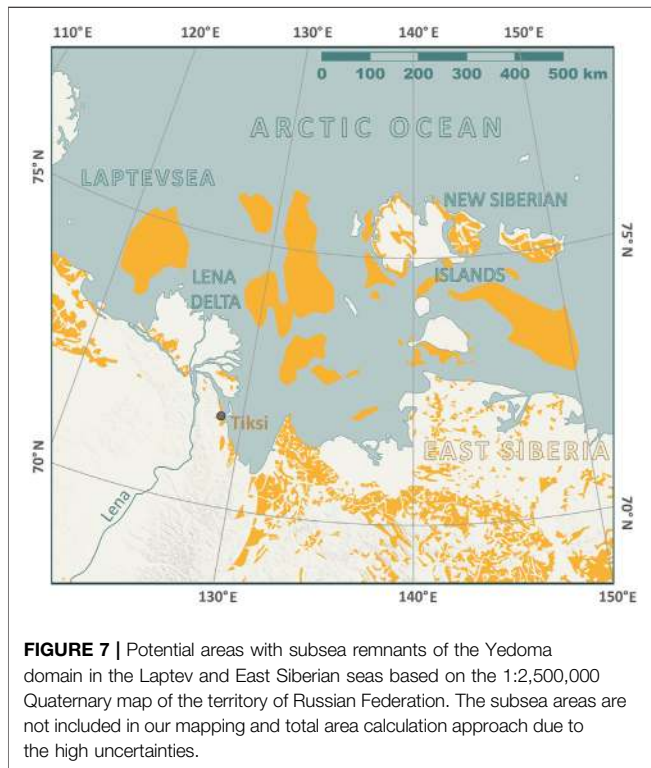 110°E 120°E 130°E 140°E 150°E
0 100 200 300 400 500 km
ARCTIC OCEAN
75°N
LAPTEVSEA
NEW SIBERIAN
75°N
LENA
DELTA
ISLANDS
Tiksi
EAST SIBERIA
70°N
Lena
70°N
130°E 140°E 150°E
FIGURE 7 | Potential areas with subsea remnants of the Yedoma
domain in the Laptev and East Siberian seas based on the 1:2,500,000
Quaternary map of the territory of Russian Federation. The subsea areas are
not included in our mapping and total area calculation approach due to
the high uncertainties.